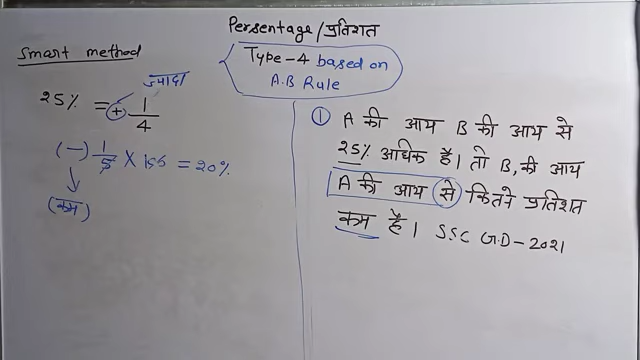 Persentage/प्रतिशत
Type-4 based on
A.B Rule
Smart method
ज्यादा
25% = + 1/4
(-) 1/5 × 100 = 20%
(कम)
① A की आय B की आय से
25% अधिक है। तो B, की आय
A की आय से कितने प्रतिशत
कम है। SSC GD-2021